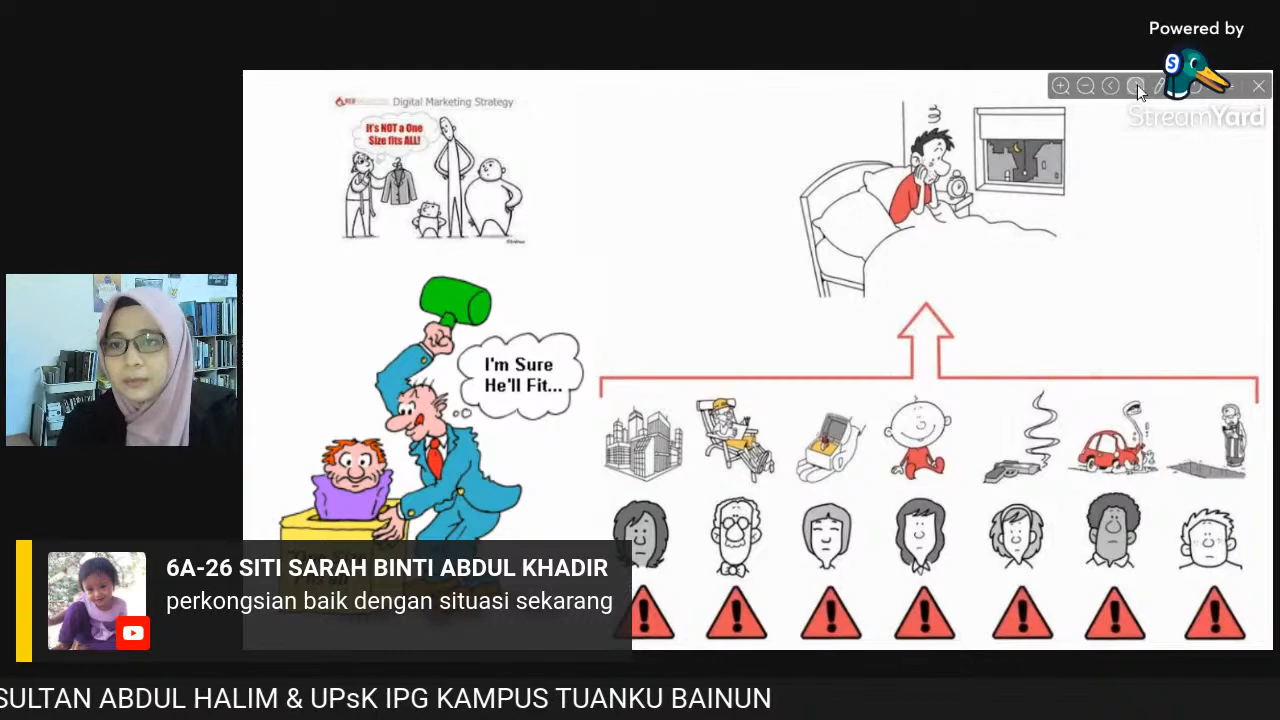 Powered by
StreamYard
Digital Marketing Strategy
It's NOT a One
Size fits ALL!
I'm Sure
He'll Fit...
6A-26 SITI SARAH BINTI ABDUL KHADIR
perkongsian baik dengan situasi sekarang
SULTAN ABDUL HALIM & UPsK IPG KAMPUS TUANKU BAINUN